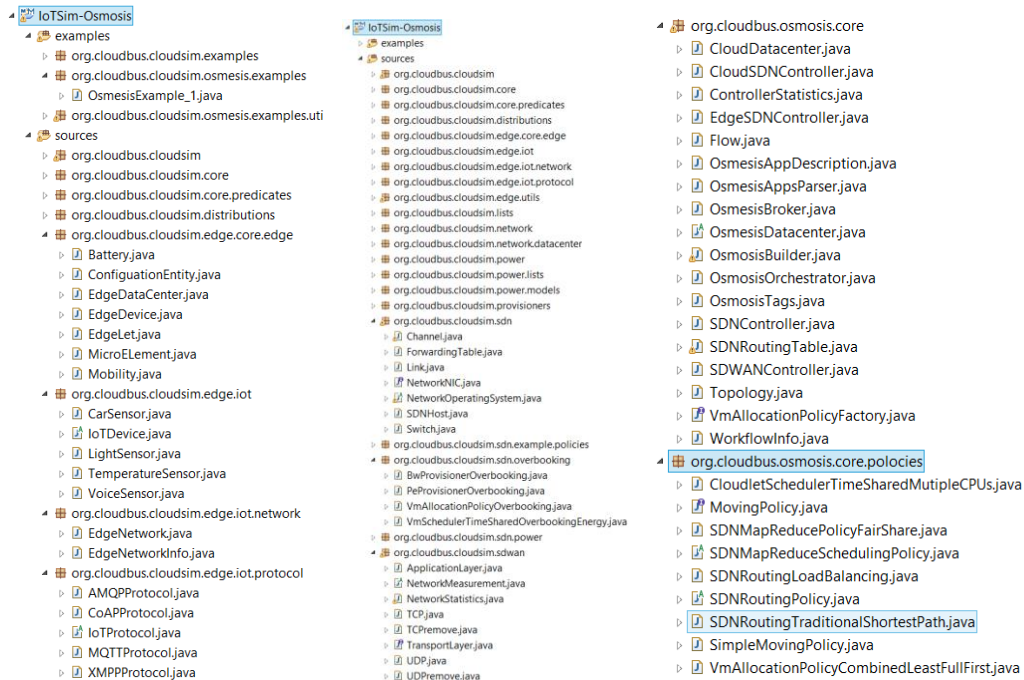 IoTSim-Osmosis
examples
org.cloudbus.cloudsim.examples
org.cloudbus.cloudsim.osmesis.examples
OsmesisExample_1.java
org.cloudbus.cloudsim.osmesis.examples.uti
sources
org.cloudbus.cloudsim
org.cloudbus.cloudsim.core
org.cloudbus.cloudsim.core.predicates
org.cloudbus.cloudsim.distributions
org.cloudbus.cloudsim.edge.core.edge
Battery.java
ConfiguationEntity.java
EdgeDataCenter.java
EdgeDevice.java
EdgeLet.java
MicroELement.java
Mobility.java
org.cloudbus.cloudsim.edge.iot
CarSensor.java
IoTDevice.java
LightSensor.java
TemperatureSensor.java
VoiceSensor.java
org.cloudbus.cloudsim.edge.iot.network
EdgeNetwork.java
EdgeNetworkInfo.java
org.cloudbus.cloudsim.edge.iot.protocol
AMQPProtocol.java
CoAPProtocol.java
IoTProtocol.java
MQTTProtocol.java
XMPPProtocol.java
IoTSim-Osmosis
examples
sources
org.cloudbus.cloudsim
org.cloudbus.cloudsim.core
org.cloudbus.cloudsim.core.predicates
org.cloudbus.cloudsim.distributions
org.cloudbus.cloudsim.edge.core.edge
org.cloudbus.cloudsim.edge.iot
org.cloudbus.cloudsim.edge.iot.network
org.cloudbus.cloudsim.edge.iot.protocol
org.cloudbus.cloudsim.edge.utils
org.cloudbus.cloudsim.lists
org.cloudbus.cloudsim.network
org.cloudbus.cloudsim.network.datacenter
org.cloudbus.cloudsim.power
org.cloudbus.cloudsim.power.lists
org.cloudbus.cloudsim.power.models
org.cloudbus.cloudsim.provisioners
org.cloudbus.cloudsim.sdn
Channel.java
ForwardingTable.java
Link.java
NetworkNIC.java
NetworkOperatingSystem.java
SDNHost.java
Switch.java
org.cloudbus.cloudsim.sdn.example.policies
org.cloudbus.cloudsim.sdn.overbooking
BwProvisionerOverbooking.java
PeProvisionerOverbooking.java
VmAllocationPolicyOverbooking.java
VmSchedulerTimeSharedOverbookingEnergy.java
org.cloudbus.cloudsim.sdn.power
org.cloudbus.cloudsim.sdwan
ApplicationLayer.java
NetworkMeasurement.java
NetworkStatistics.java
TCP.java
TCPremove.java
TransportLayer.java
UDP.java
UDPremove.java
org.cloudbus.osmosis.core
CloudDatacenter.java
CloudSDNController.java
ControllerStatistics.java
EdgeSDNController.java
Flow.java
OsmesisAppDescription.java
OsmesisAppsParser.java
OsmesisBroker.java
OsmesisDatacenter.java
OsmosisBuilder.java
OsmosisOrchestrator.java
OsmosisTags.java
SDNController.java
SDNRoutingTable.java
SDWANController.java
Topology.java
VmAllocationPolicyFactory.java
WorkflowInfo.java
org.cloudbus.osmosis.core.polocies
CloudletSchedulerTimeSharedMutipleCPUs.java
MovingPolicy.java
SDNMapReducePolicyFairShare.java
SDNMapReduceSchedulingPolicy.java
SDNRoutingLoadBalancing.java
SDNRoutingPolicy.java
SDNRoutingTraditionalShortestPath.java
SimpleMovingPolicy.java
VmAllocationPolicyCombinedLeastFullFirst.java